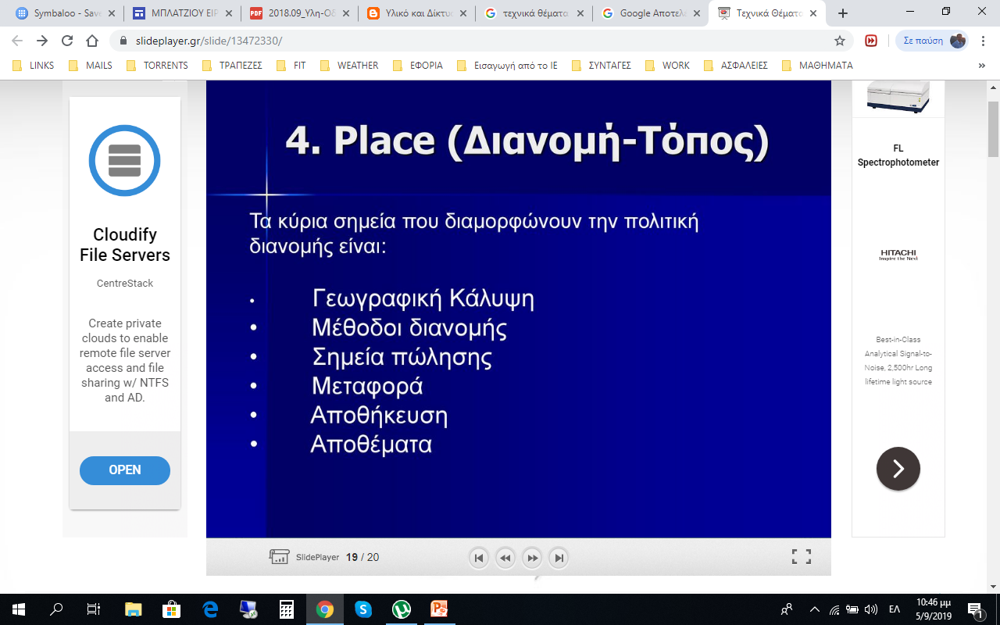 Symbaloo - Save
ΜΠΛΑΤΖΙΟΥ ΕΙΡ
2018.09_Υλη-Οδ
Υλικό και Δίκτυα
τεχνικά θέματα
Google Αποτελέ
Τεχνικά Θέματα
slideplayer.gr/slide/13472330/
Σε παύση
LINKS
MAILS
TORRENTS
ΤΡΑΠΕΖΕΣ
FIT
WEATHER
ΕΦΟΡΙΑ
Εισαγωγή από το IE
ΣΥΝΤΑΓΕΣ
WORK
ΑΣΦΑΛΕΙΕΣ
ΜΑΘΗΜΑΤΑ
Cloudify
File Servers
CentreStack
Create private
clouds to enable
remote file server
access and file
sharing w/ NTFS
and AD.
OPEN
4. Place (Διανομή-Τόπος)
Τα κύρια σημεία που διαμορφώνουν την πολιτική
διανομής είναι:
• Γεωγραφική Κάλυψη
• Μέθοδοι διανομής
• Σημεία πώλησης
• Μεταφορά
• Αποθήκευση
• Αποθέματα
SlidePlayer 19 / 20
FL
Spectrophotometer
HITACHI
Inspire the Next
Best-in-Class
Analytical Signal-to-
Noise, 2,500hr Long
lifetime light source
ΕΛ
10:46 μμ
5/9/2019
1